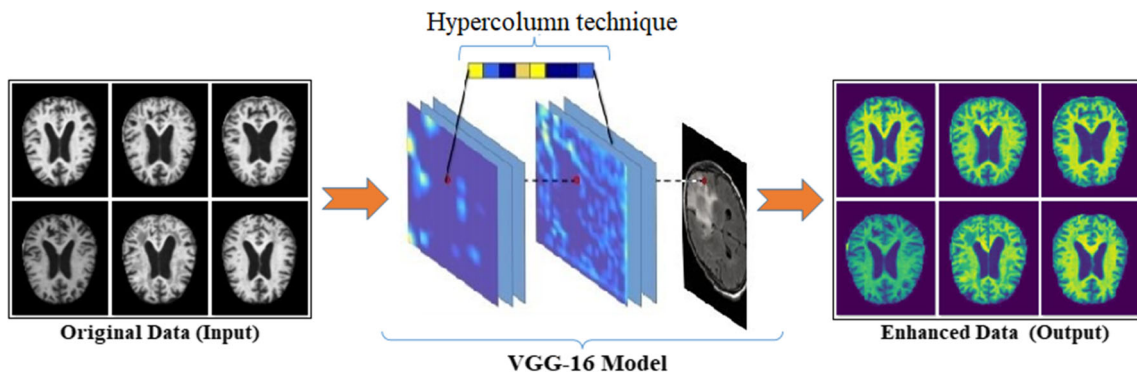 Hypercolumn technique
Original Data (Input)
VGG-16 Model
Enhanced Data (Output)